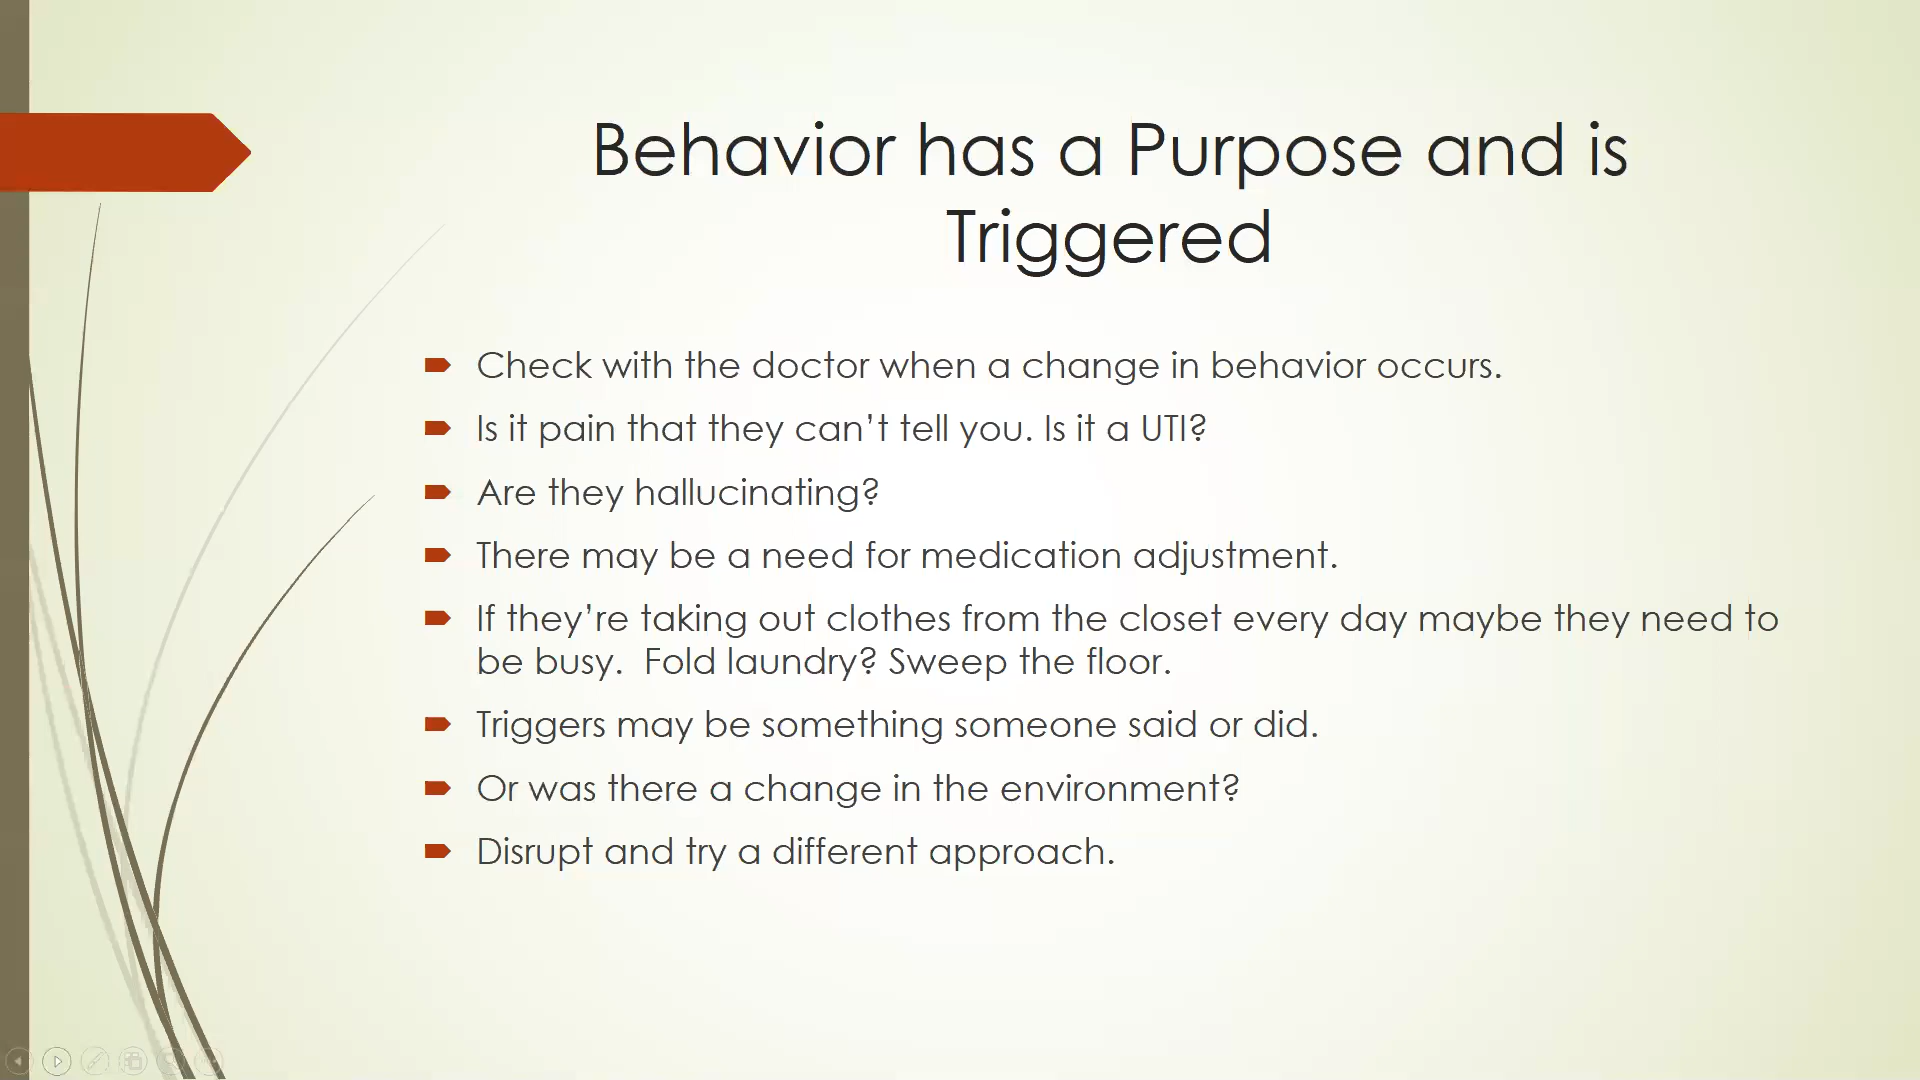 Behavior has a Purpose and is
Triggered
Check with the doctor when a change in behavior occurs.
Is it pain that they can’t tell you. Is it a UTI?
Are they hallucinating?
There may be a need for medication adjustment.
If they’re taking out clothes from the closet every day maybe they need to
be busy.  Fold laundry? Sweep the floor.
Triggers may be something someone said or did.
Or was there a change in the environment?
Disrupt and try a different approach.